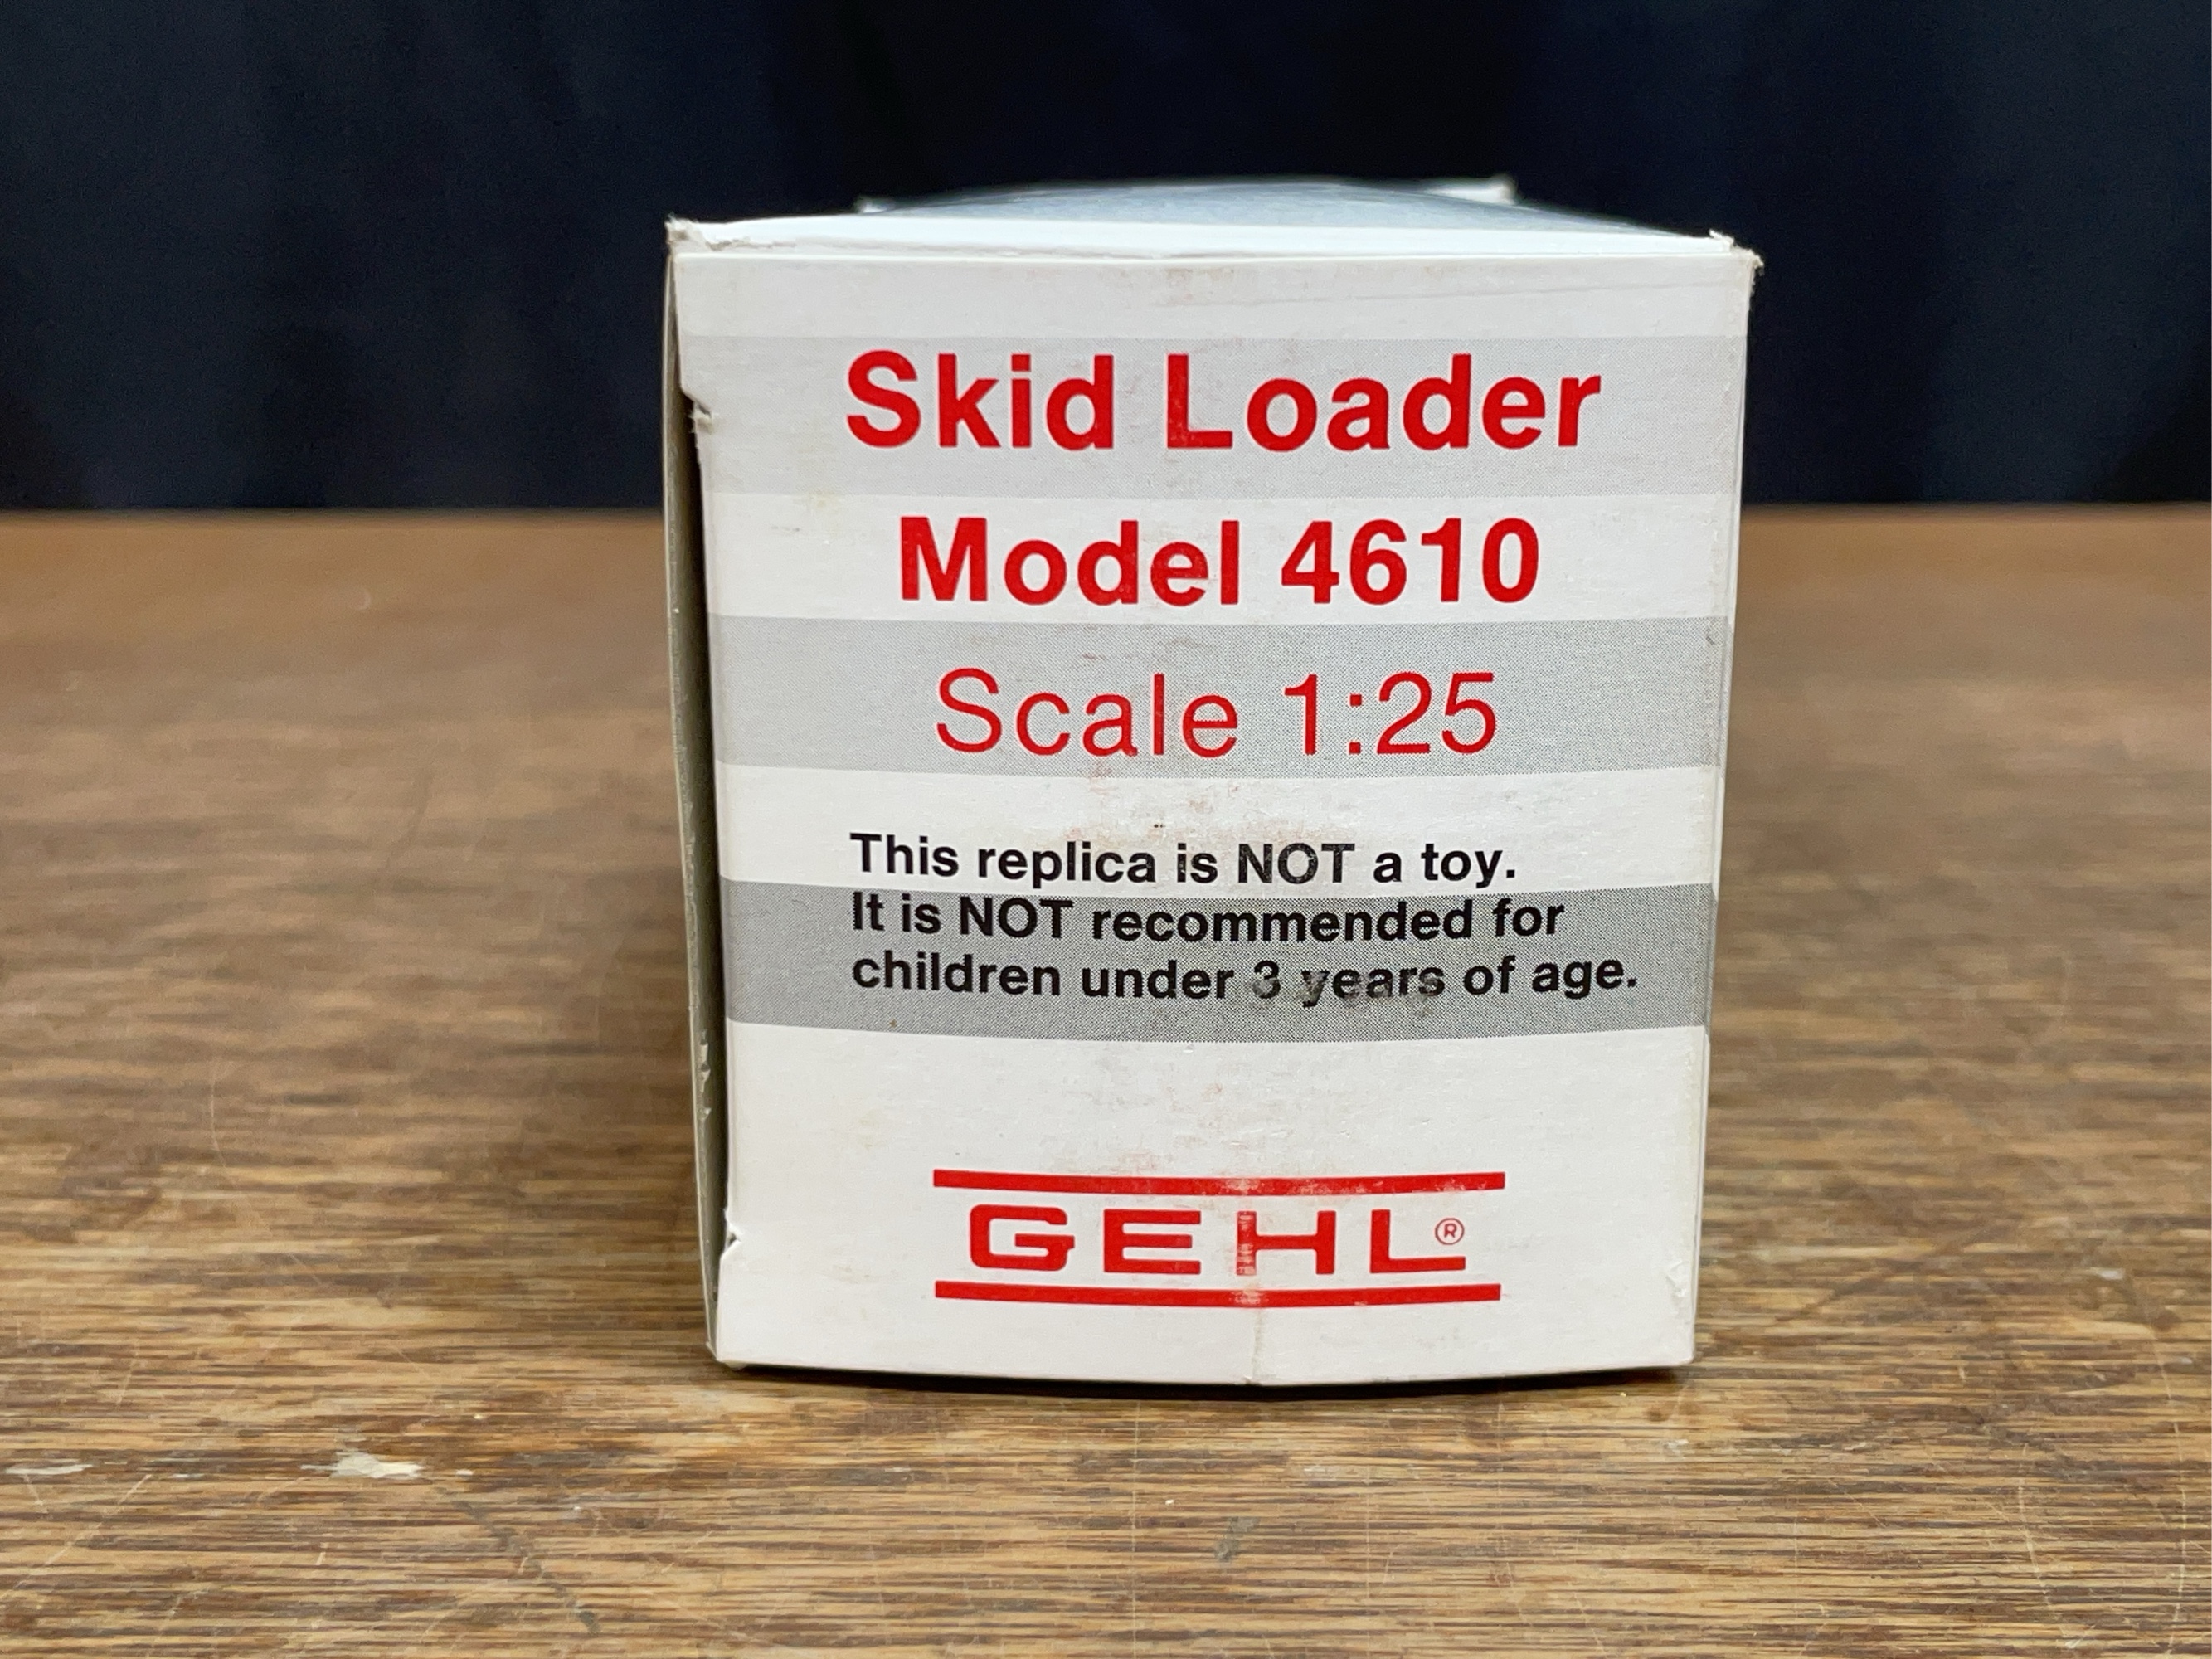 Skid Loader
Model 4610
Scale 1:25
This replica is NOT a toy.
It is NOT recommended for
children under 3 years of age.
GEHL®